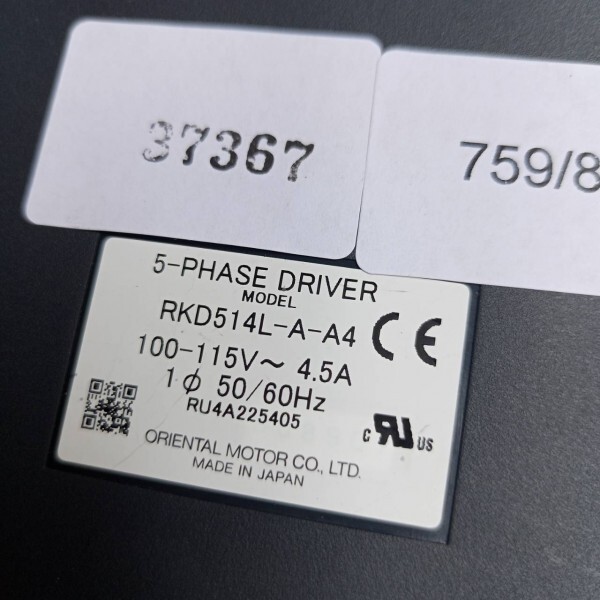 37367
759/8
5-PHASE DRIVER
MODEL
RKD514L-A-A4
CE
100-115V~ 4.5A
1ϕ 50/60Hz
RU4A225405
c RU US
ORIENTAL MOTOR CO., LTD.
MADE IN JAPAN